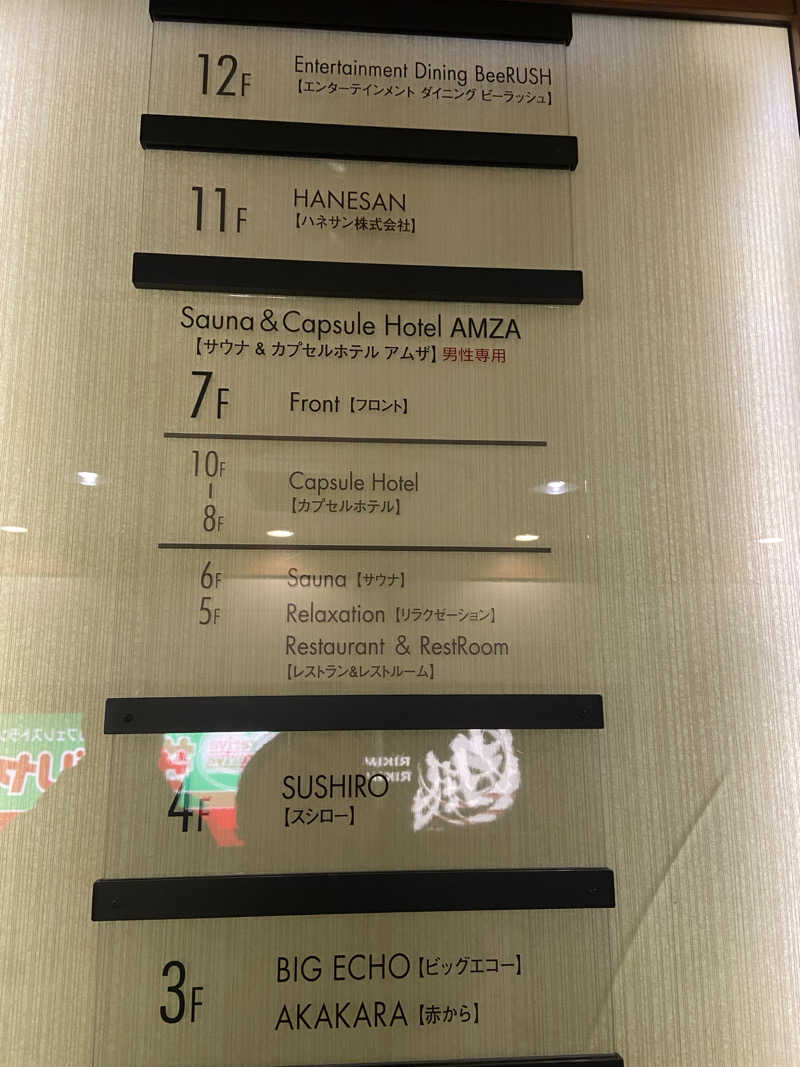 12F Entertainment Dining BeeRUSH
【エンターテインメント ダイニング ビーラッシュ】
11F HANESAN
【ハネサン株式会社】
Sauna & Capsule Hotel AMZA
【サウナ & カプセルホテル アムザ】男性専用
7F Front【フロント】
10F
8F
Capsule Hotel
【カプセルホテル】
6F Sauna【サウナ】
5F Relaxation【リラクゼーション】
Restaurant & RestRoom
【レストラン&レストルーム】
4F SUSHIRO
【スシロー】
3F BIG ECHO【ビッグエコー】
AKAKARA【赤から】